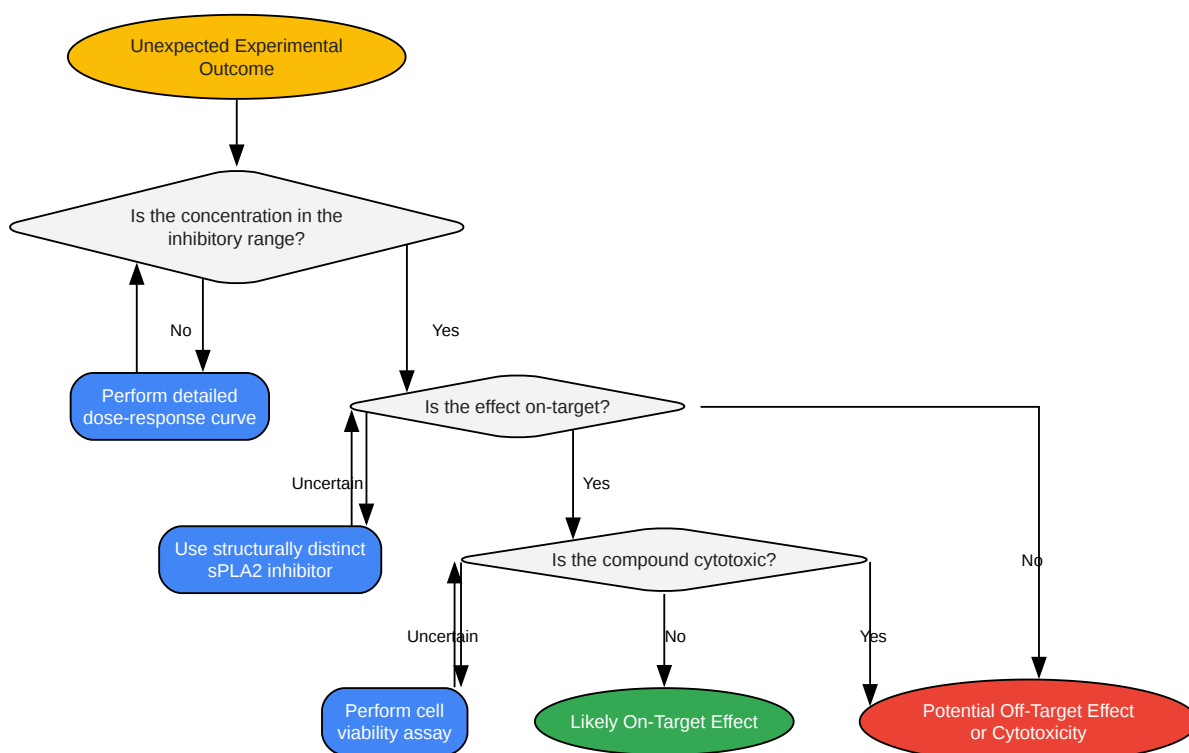 Unexpected Experimental
Outcome
Is the concentration in the
inhibitory range?
No
Yes
Perform detailed
dose-response curve
Is the effect on-target?
Uncertain
Yes
Use structurally distinct
sPLA2 inhibitor
Is the compound cytotoxic?
No
Uncertain
No
Yes
Perform cell
viability assay
Likely On-Target Effect
Potential Off-Target Effect
or Cytotoxicity